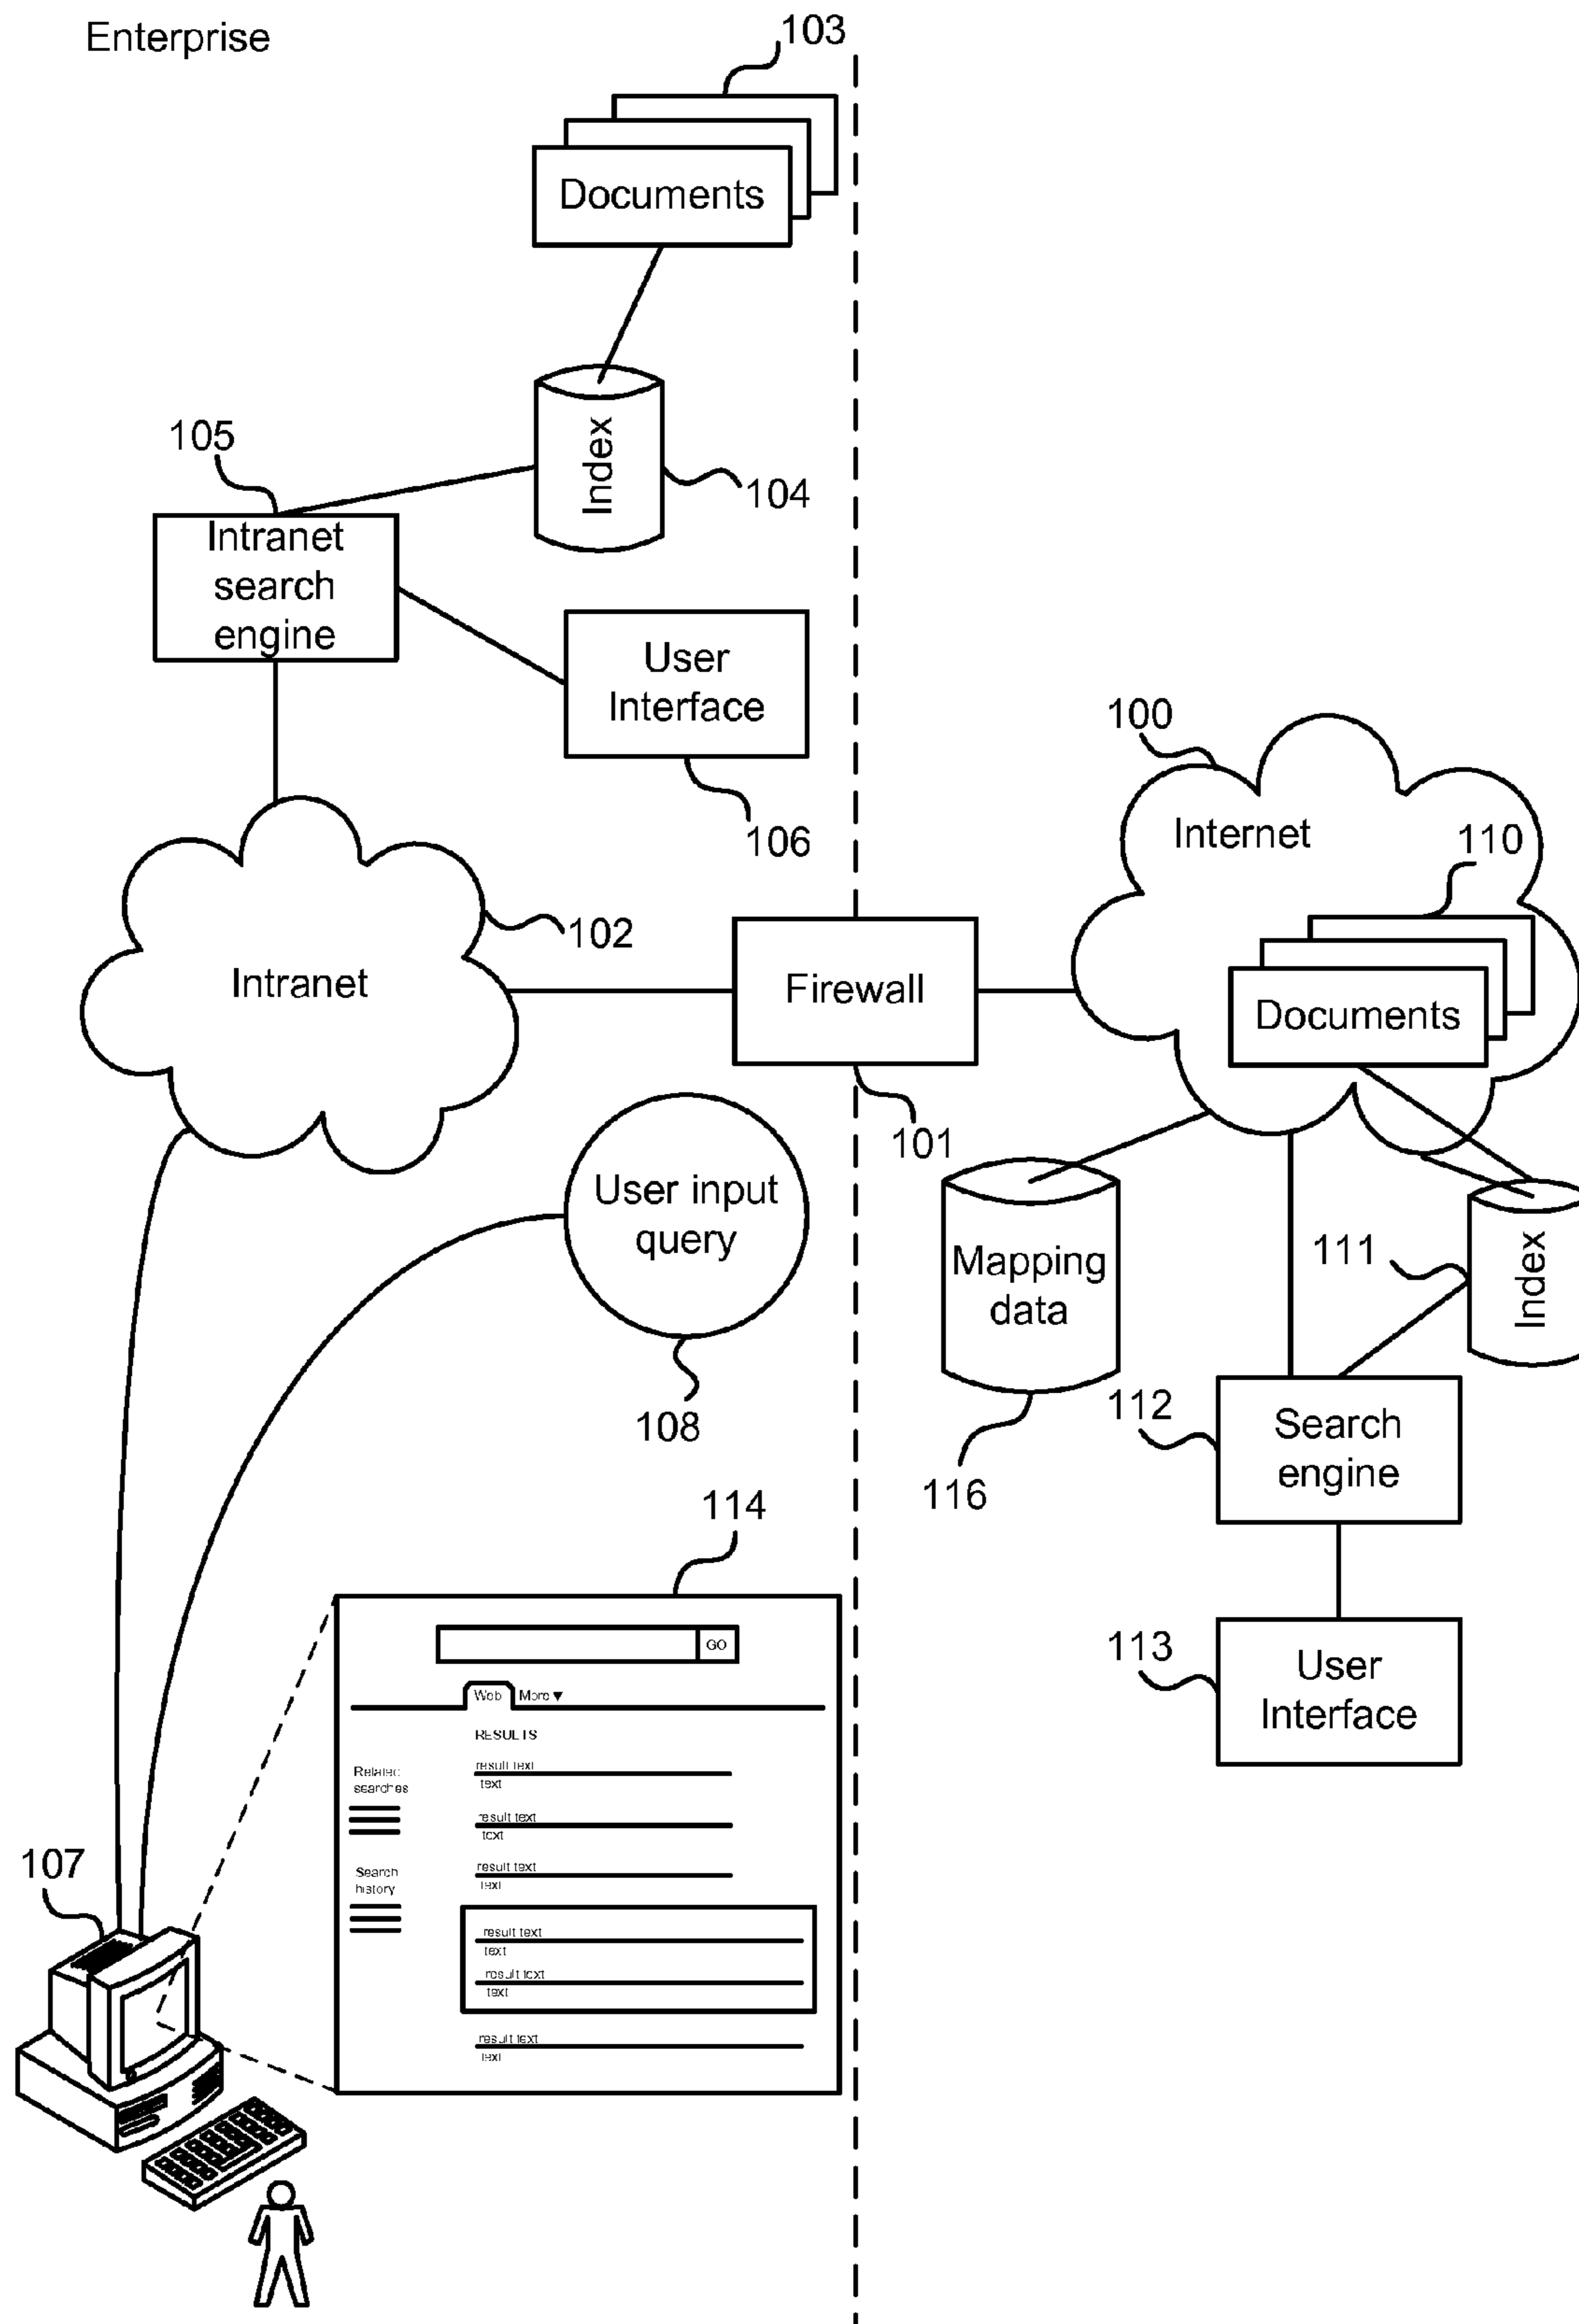 Enterprise
103
Documents
Index
104
105
Intranet
search
engine
User
Interface
106
100
Internet
110
Documents
102
Intranet
Firewall
101
User input
query
108
Mapping
data
116
111
Index
112
Search
engine
113
User
Interface
114
GO
Web More ▼
RESULTS
result text
text
Related
searches
result text
text
result text
text
Search
history
result text
text
result text
text
result text
text
107